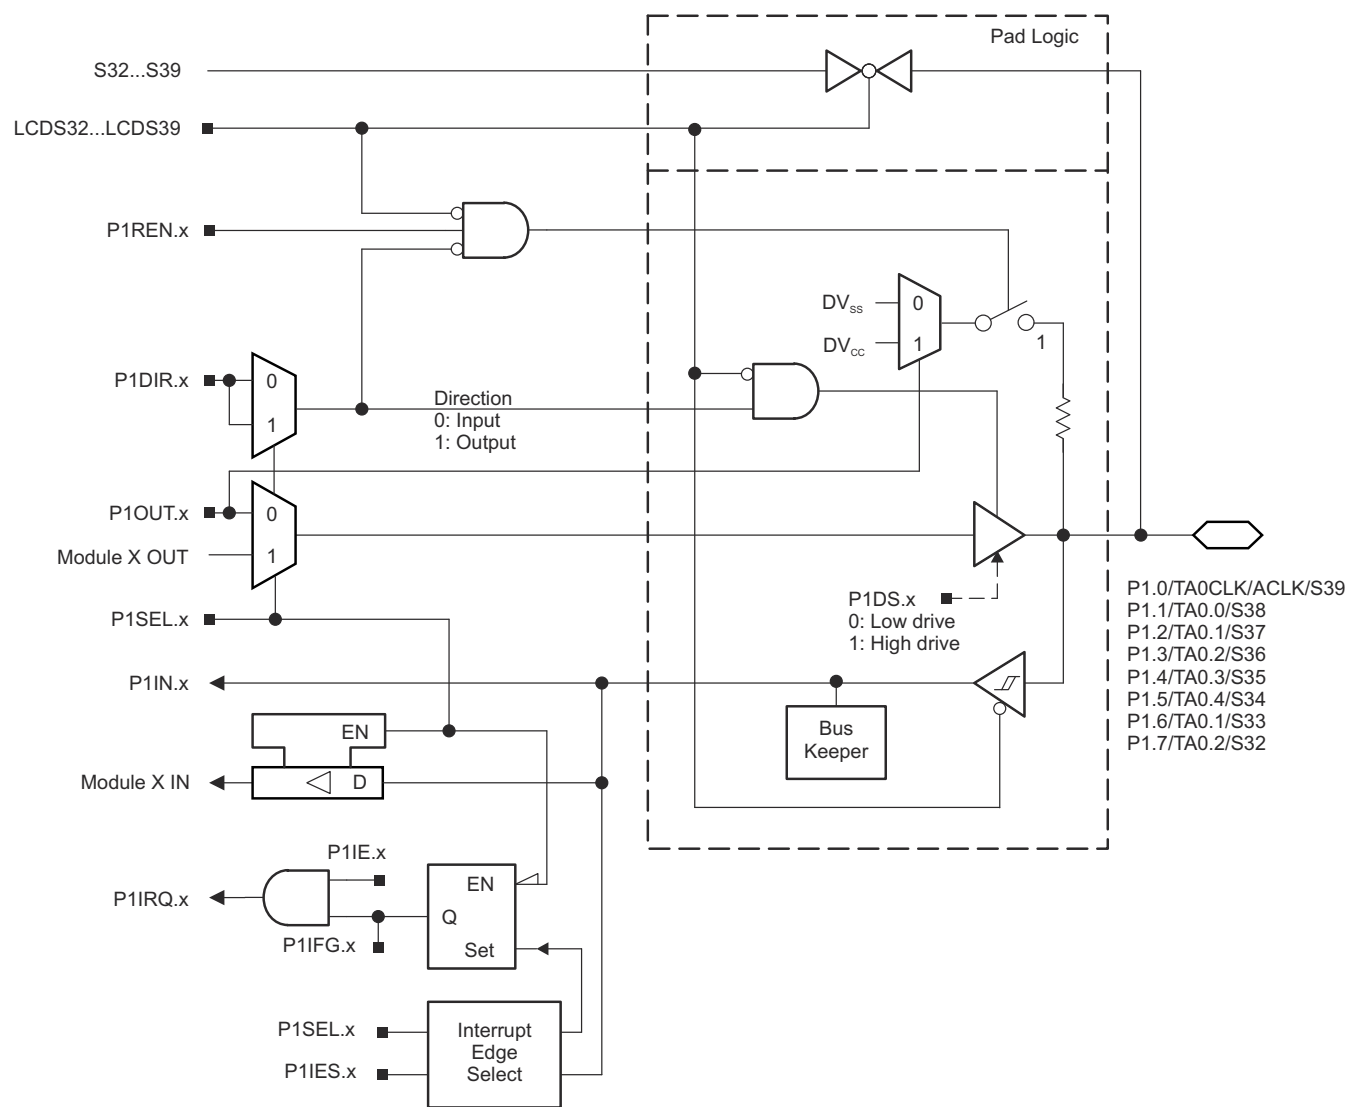 Pad Logic
S32...S39
LCDS32...LCDS39
P1REN.x
DVSS
0
DVCC
1
1
P1DIR.x
0
1
Direction
0: Input
1: Output
P1OUT.x
0
Module X OUT
1
P1DS.x
0: Low drive
1: High drive
P1SEL.x
P1.0/TA0CLK/ACLK/S39
P1.1/TA0.0/S38
P1.2/TA0.1/S37
P1.3/TA0.2/S36
P1.4/TA0.3/S35
P1.5/TA0.4/S34
P1.6/TA0.1/S33
P1.7/TA0.2/S32
P1IN.x
Bus
Keeper
EN
Module X IN
D
P1IE.x
EN
P1IRQ.x
Q
P1IFG.x
Set
P1SEL.x
P1IES.x
Interrupt
Edge
Select